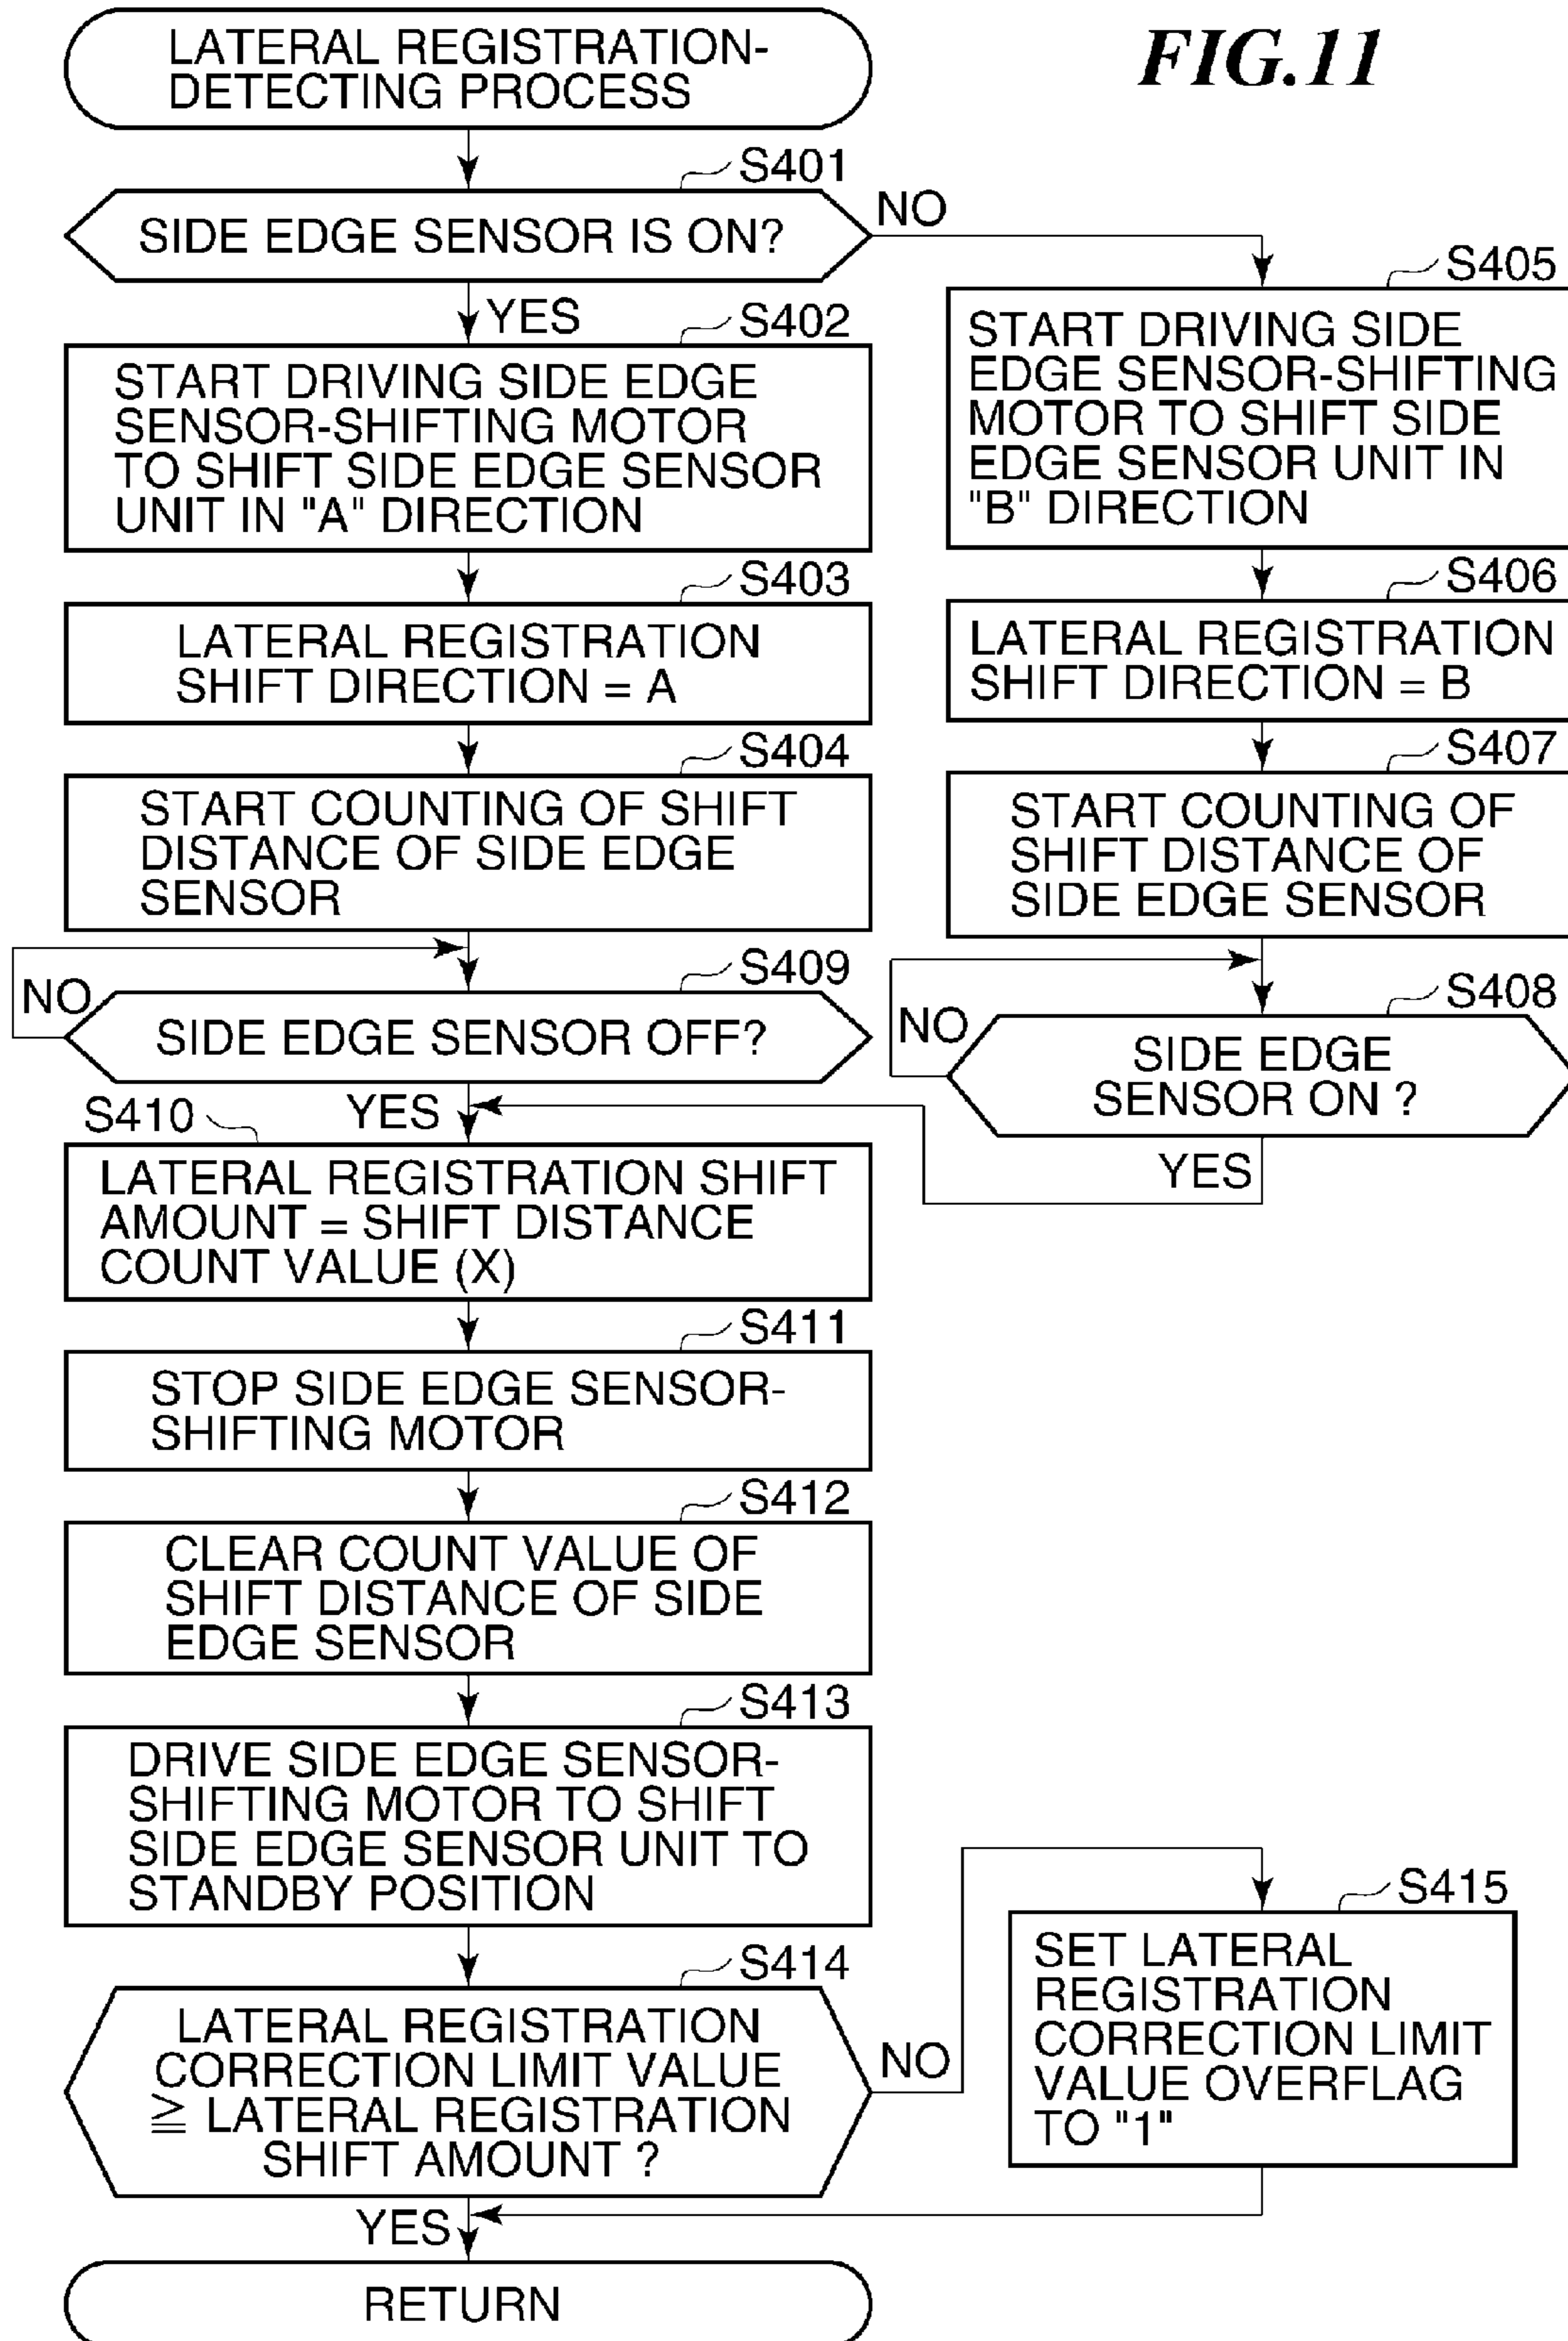 FIG.11
LATERAL REGISTRATION-
DETECTING PROCESS
S401
SIDE EDGE SENSOR IS ON?
NO
YES
S402
START DRIVING SIDE EDGE
SENSOR-SHIFTING MOTOR
TO SHIFT SIDE EDGE SENSOR
UNIT IN "A" DIRECTION
S403
LATERAL REGISTRATION
SHIFT DIRECTION = A
S404
START COUNTING OF SHIFT
DISTANCE OF SIDE EDGE
SENSOR
S405
START DRIVING SIDE
EDGE SENSOR-SHIFTING
MOTOR TO SHIFT SIDE
EDGE SENSOR UNIT IN
"B" DIRECTION
S406
LATERAL REGISTRATION
SHIFT DIRECTION = B
S407
START COUNTING OF
SHIFT DISTANCE OF
SIDE EDGE SENSOR
S408
NO
SIDE EDGE
SENSOR ON ?
YES
S409
NO
SIDE EDGE SENSOR OFF?
YES
S410
LATERAL REGISTRATION SHIFT
AMOUNT = SHIFT DISTANCE
COUNT VALUE (X)
S411
STOP SIDE EDGE SENSOR-
SHIFTING MOTOR
S412
CLEAR COUNT VALUE OF
SHIFT DISTANCE OF SIDE
EDGE SENSOR
S413
DRIVE SIDE EDGE SENSOR-
SHIFTING MOTOR TO SHIFT
SIDE EDGE SENSOR UNIT TO
STANDBY POSITION
S414
LATERAL REGISTRATION
CORRECTION LIMIT VALUE
≧ LATERAL REGISTRATION
SHIFT AMOUNT ?
NO
S415
SET LATERAL
REGISTRATION
CORRECTION LIMIT
VALUE OVERFLAG
TO "1"
YES
RETURN